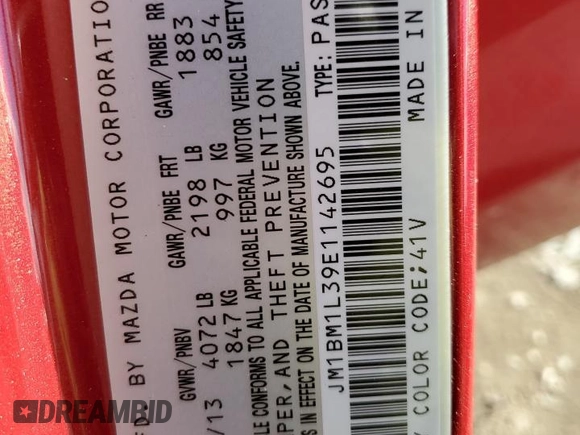 FD. BY MAZDA MOTOR CORPORATION
GVWR/PNBV GAWR/PNBE FRT GAWR/PNBE RR
/13 4072 LB 2198 LB 1883
1847 KG 997 KG 854
LE CONFORMS TO ALL APPLICABLE FEDERAL MOTOR VEHICLE SAFETY
PER, AND THEFT PREVENTION
S IN EFFECT ON THE DATE OF MANUFACTURE SHOWN ABOVE.
JM1BM1L39E1142695 TYPE: PAS
Y COLOR CODE;41V MADE IN
DREAMBID